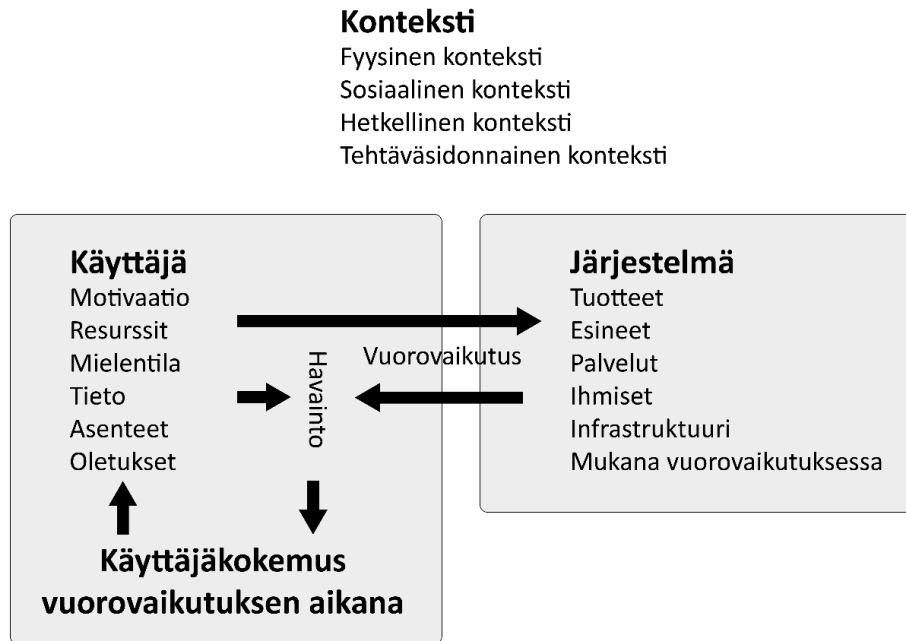 Konteksti
Fyysinen konteksti
Sosiaalinen konteksti
Hetkellinen konteksti
Tehtäväsidonnainen konteksti
Käyttäjä
Motivaatio
Resurssit
Mielentila
Tieto
Asenteet
Oletukset
Havainto
Vuorovaikutus
Käyttäjäkokemus
vuorovaikutuksen aikana
Järjestelmä
Tuotteet
Esineet
Palvelut
Ihmiset
Infrastruktuuri
Mukana vuorovaikutuksessa